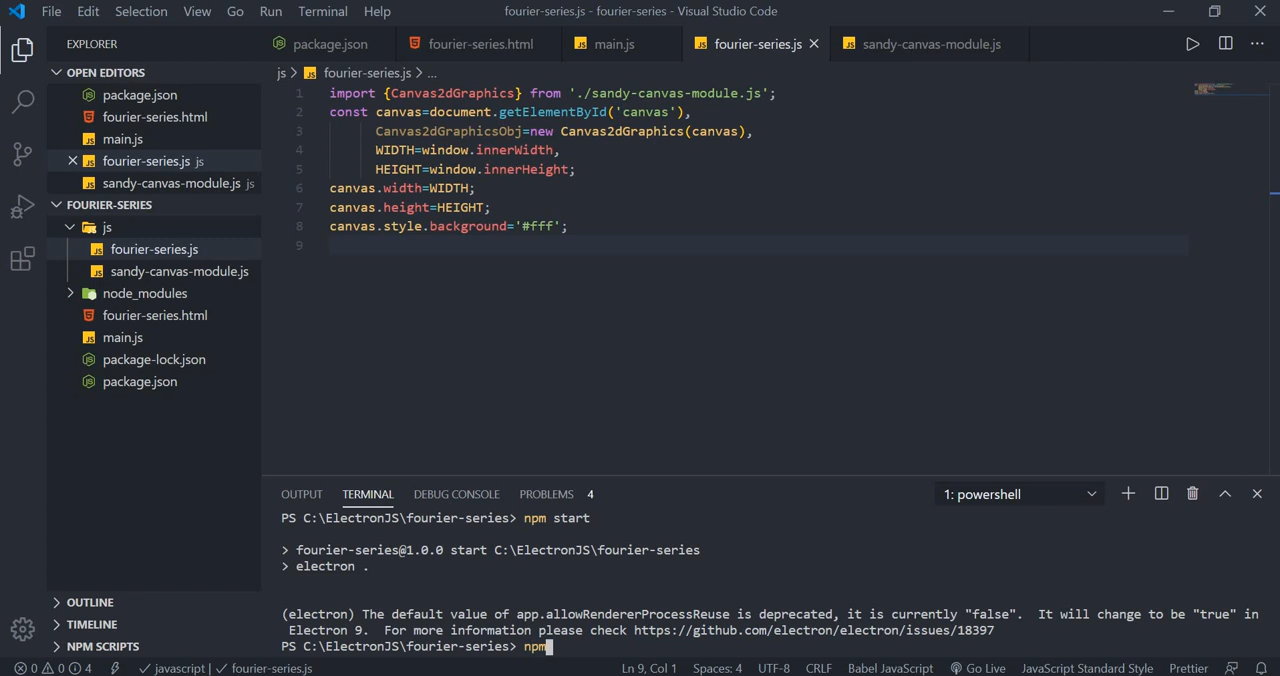 File Edit Selection View Go Run Terminal Help
fourier-series.js - fourier-series - Visual Studio Code
EXPLORER
OPEN EDITORS
package.json
fourier-series.html
main.js
fourier-series.js js
sandy-canvas-module.js js
FOURIER-SERIES
js
fourier-series.js
sandy-canvas-module.js
node_modules
fourier-series.html
main.js
package-lock.json
package.json
OUTLINE
TIMELINE
NPM SCRIPTS
package.json fourier-series.html main.js fourier-series.js sandy-canvas-module.js
js > fourier-series.js > ...
1 import {Canvas2dGraphics} from './sandy-canvas-module.js';
2 const canvas=document.getElementById('canvas'),
3 Canvas2dGraphicsObj=new Canvas2dGraphics(canvas),
4 WIDTH=window.innerWidth,
5 HEIGHT=window.innerHeight;
6 canvas.width=WIDTH;
7 canvas.height=HEIGHT;
8 canvas.style.background='#fff';
9
OUTPUT TERMINAL DEBUG CONSOLE PROBLEMS 4
1: powershell
PS C:\ElectronJS\fourier-series> npm start
> fourier-series@1.0.0 start C:\ElectronJS\fourier-series
> electron .
(electron) The default value of app.allowRendererProcessReuse is deprecated, it is currently "false".  It will change to be "true" in
Electron 9.  For more information please check https://github.com/electron/electron/issues/18397
PS C:\ElectronJS\fourier-series> npm
0 0 4 javascript | fourier-series.js
Ln 9, Col 1 Spaces: 4 UTF-8 CRLF Babel JavaScript Go Live JavaScript Standard Style Prettier